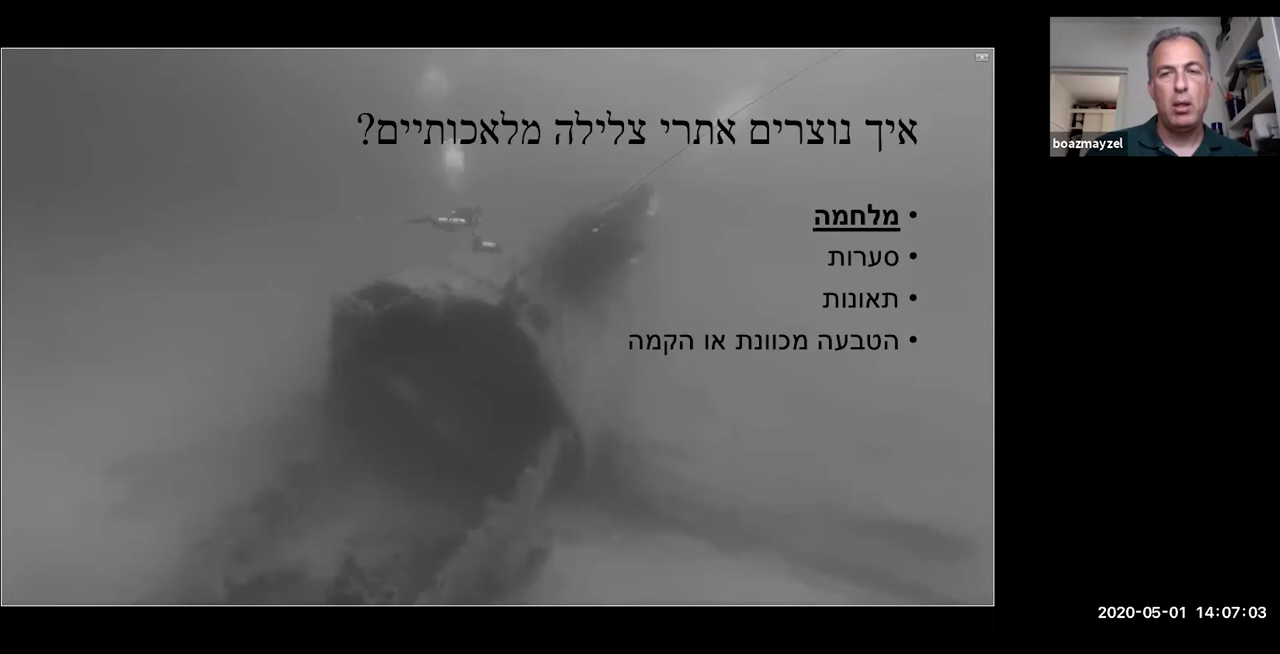 איך נוצרים אתרי צלילה מלאכותיים?
• מלחמה
• סערות
• תאונות
• הטבעה מכוונת או הקמה
boazmayzel
2020-05-01 14:07:03